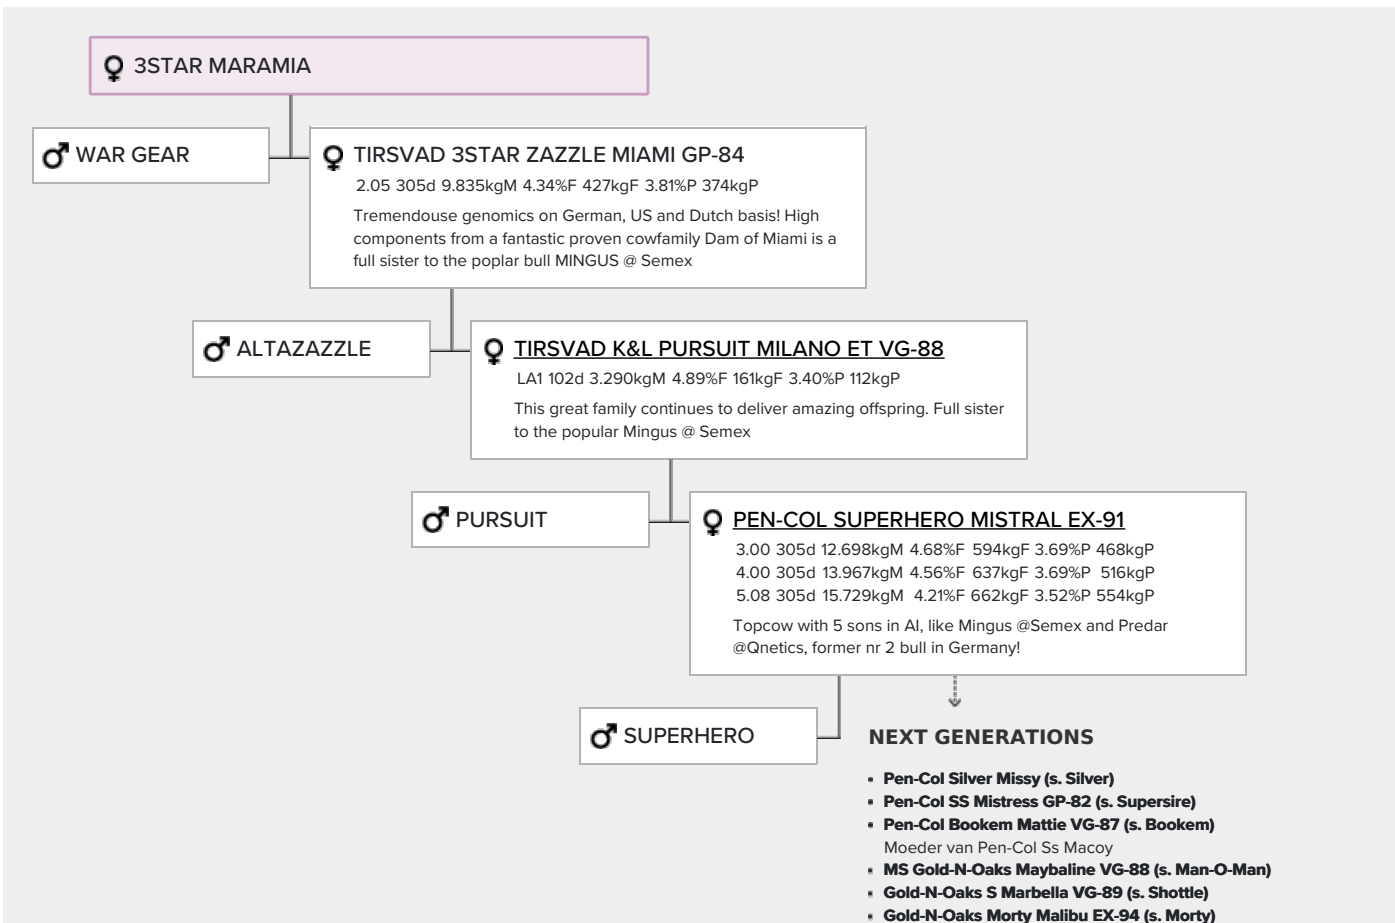 3STAR MARAMIA
WAR GEAR
TIRSVAD 3STAR ZAZZLE MIAMI GP-84
2.05 305d 9.835kgM 4.34%F 427kgF 3.81%P 374kgP
Tremendouse genomics on German, US and Dutch basis! High
components from a fantastic proven cowfamily Dam of Miami is a
full sister to the poplar bull MINGUS @ Semex
ALTAZAZZLE
TIRSVAD K&L PURSUIT MILANO ET VG-88
LA1 102d 3.290kgM 4.89%F 161kgF 3.40%P 112kgP
This great family continues to deliver amazing offspring. Full sister
to the popular Mingus @ Semex
PURSUIT
PEN-COL SUPERHERO MISTRAL EX-91
3.00 305d 12.698kgM 4.68%F 594kgF 3.69%P 468kgP
4.00 305d 13.967kgM 4.56%F 637kgF 3.69%P 516kgP
5.08 305d 15.729kgM 4.21%F 662kgF 3.52%P 554kgP
Topcow with 5 sons in AI, like Mingus @Semex and Predar
@Qnetics, former nr 2 bull in Germany!
SUPERHERO
NEXT GENERATIONS
Pen-Col Silver Missy (s. Silver)
Pen-Col SS Mistress GP-82 (s. Supersire)
Pen-Col Bookem Mattie VG-87 (s. Bookem)
Moeder van Pen-Col Ss Macoy
MS Gold-N-Oaks Maybaline VG-88 (s. Man-O-Man)
Gold-N-Oaks S Marbella VG-89 (s. Shottle)
Gold-N-Oaks Morty Malibu EX-94 (s. Morty)